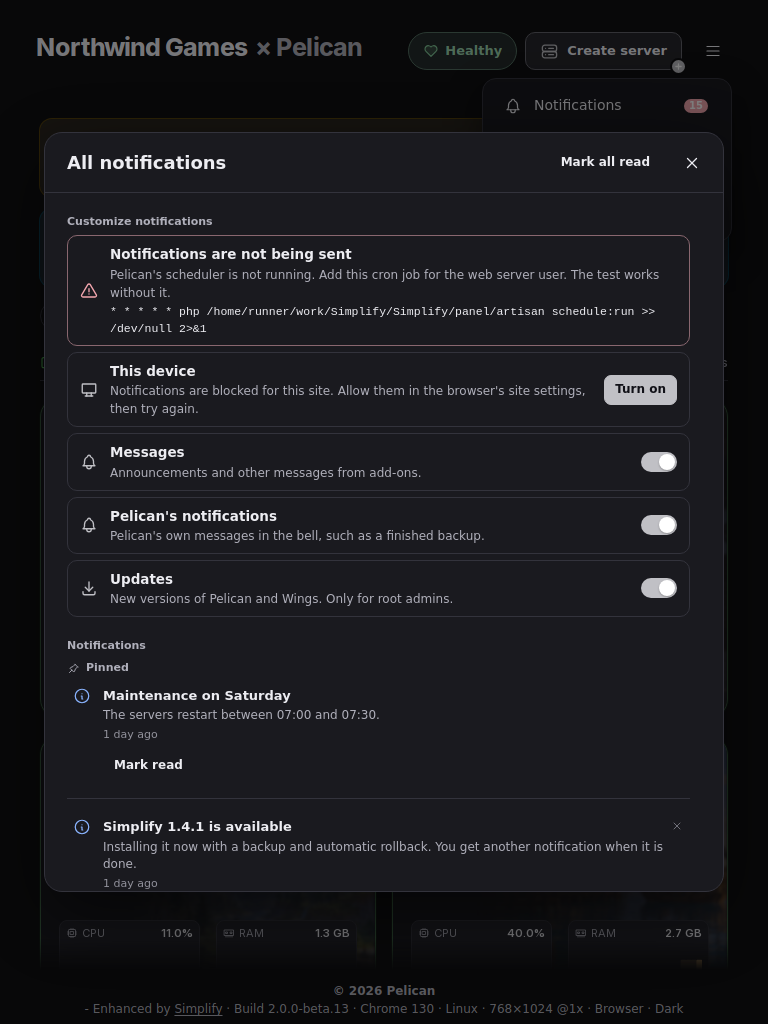 Northwind Games × Pelican
Healthy
Create server
Notifications
15
All notifications
Mark all read
Customize notifications
Notifications are not being sent
Pelican's scheduler is not running. Add this cron job for the web server user. The test works
without it.
* * * * * php /home/runner/work/Simplify/Simplify/panel/artisan schedule:run >>
/dev/null 2>&1
This device
Notifications are blocked for this site. Allow them in the browser's site settings,
then try again.
Turn on
Messages
Announcements and other messages from add-ons.
Pelican's notifications
Pelican's own messages in the bell, such as a finished backup.
Updates
New versions of Pelican and Wings. Only for root admins.
Notifications
Pinned
Maintenance on Saturday
The servers restart between 07:00 and 07:30.
1 day ago
Mark read
Simplify 1.4.1 is available
Installing it now with a backup and automatic rollback. You get another notification when it is
done.
1 day ago
CPU 11.0% RAM 1.3 GB CPU 40.0% RAM 2.7 GB
© 2026 Pelican
- Enhanced by Simplify · Build 2.0.0-beta.13 · Chrome 130 · Linux · 768×1024 @1x · Browser · Dark